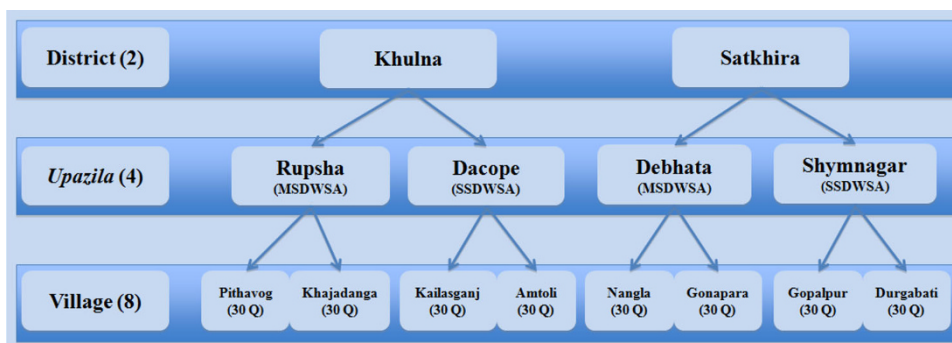 District (2)
Khulna
Satkhira
Upazila (4)
Rupsha
(MSDWSA)
Dacope
(SSDWSA)
Debhata
(MSDWSA)
Shymnagar
(SSDWSA)
Village (8)
Pithavog
(30 Q)
Khajadanga
(30 Q)
Kailasganj
(30 Q)
Amtoli
(30 Q)
Nangla
(30 Q)
Gonapara
(30 Q)
Gopalpur
(30 Q)
Durgabati
(30 Q)